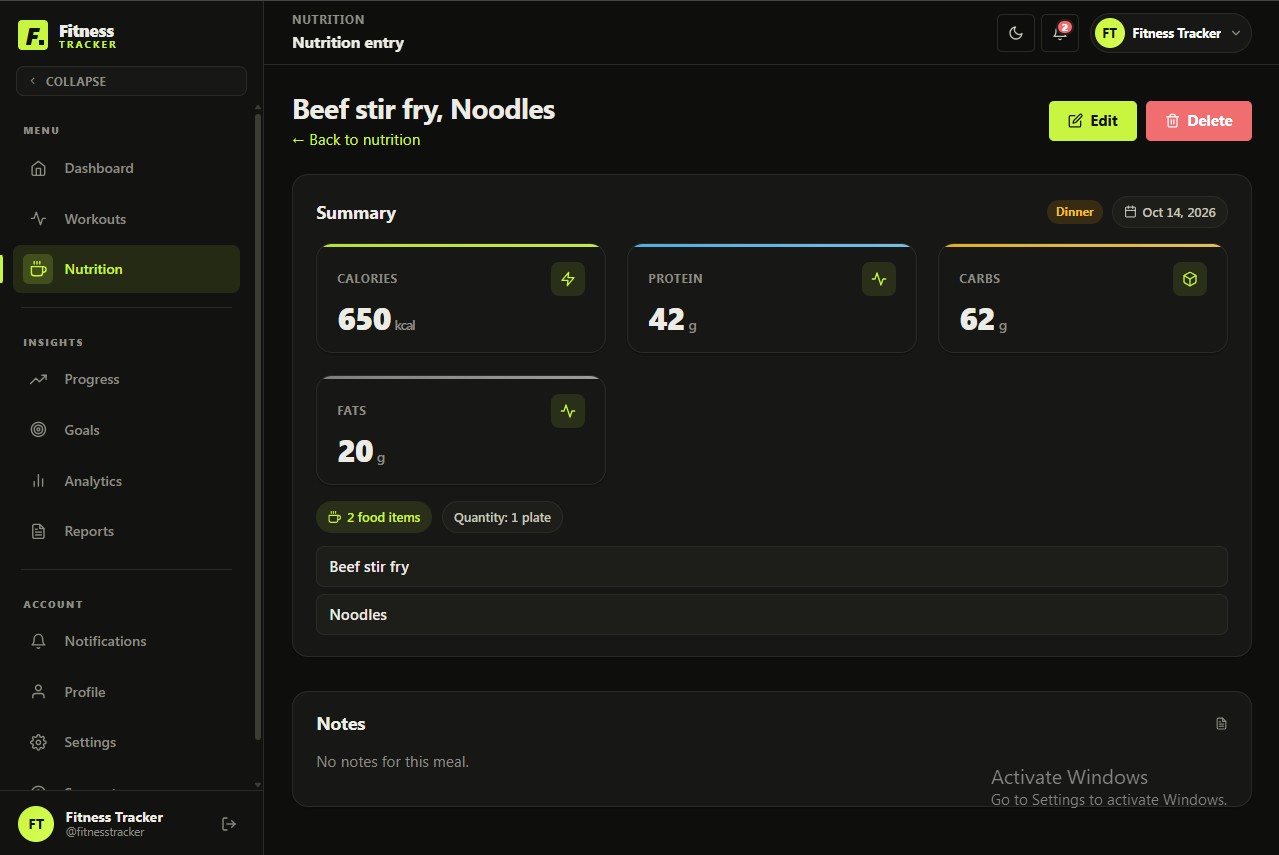 F.
Fitness
TRACKER
COLLAPSE
MENU
Dashboard
Workouts
Nutrition
INSIGHTS
Progress
Goals
Analytics
Reports
ACCOUNT
Notifications
Profile
Settings
FT
Fitness Tracker
@fitnesstracker
NUTRITION
Nutrition entry
2
FT Fitness Tracker
Beef stir fry, Noodles
← Back to nutrition
Edit
Delete
Summary
Dinner
Oct 14, 2026
CALORIES
650 kcal
PROTEIN
42 g
CARBS
62 g
FATS
20 g
2 food items
Quantity: 1 plate
Beef stir fry
Noodles
Notes
No notes for this meal.
Activate Windows
Go to Settings to activate Windows.